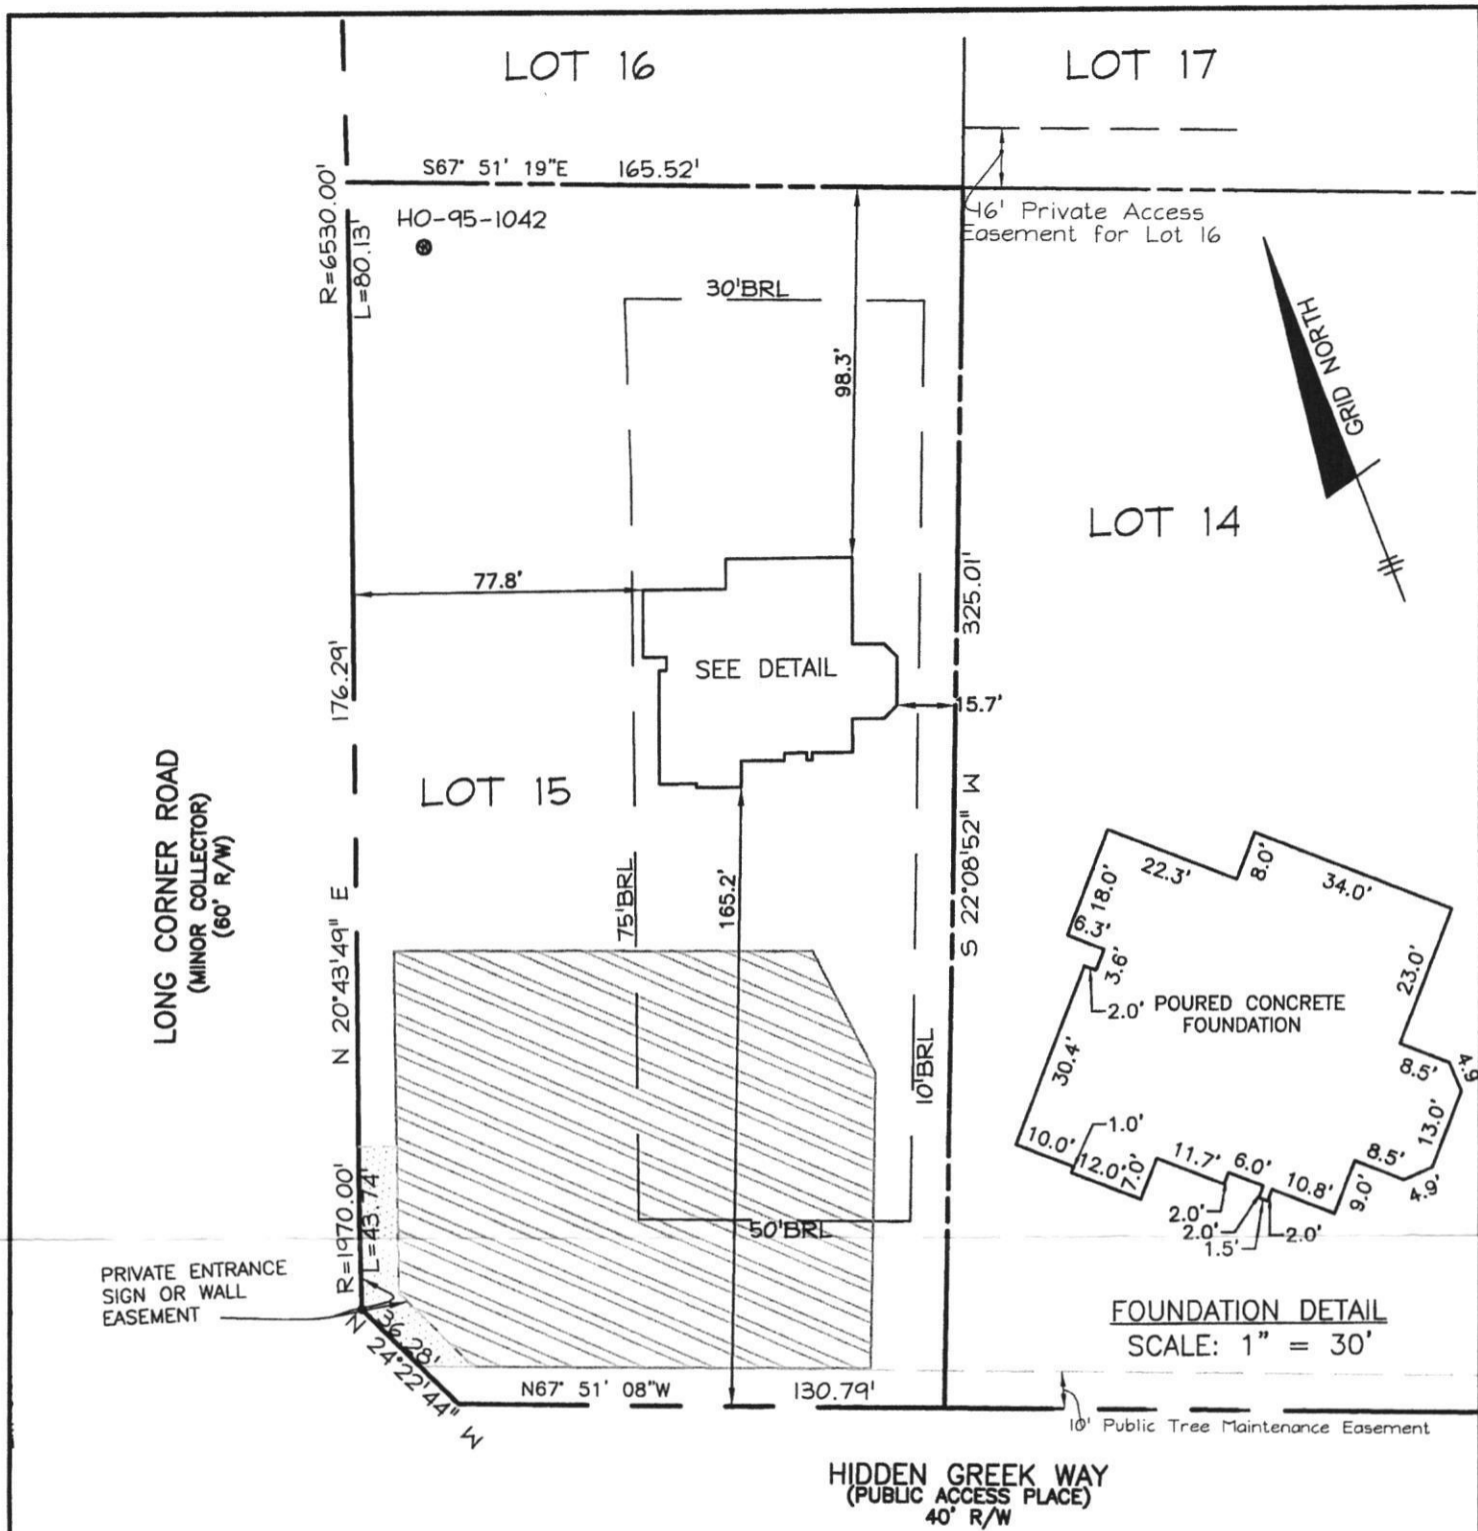 LOT 16
LOT 17
S67° 51' 19"E 165.52'
HO-95-1042
R=6530.00'
L=80.13'
46' Private Access
Easement for Lot 16
30'BRL
98.3'
GRID NORTH
LOT 14
77.8'
SEE DETAIL
325.01'
15.7'
176.29'
LOT 15
S 22°08'52" W
LONG CORNER ROAD
(MINOR COLLECTOR)
(60' R/W)
N 20°43'49" E
75'BRL
165.2'
10'BRL
22.3'
8.0'
34.0'
18.0'
6.3'
3.6'
2.0'
23.0'
POURED CONCRETE
FOUNDATION
30.4'
8.5'
4.9
13.0'
10.0'
1.0'
12.0'
7.0'
11.7'
6.0'
10.8'
9.0'
8.5'
4.9'
2.0'
2.0'
1.5'
2.0'
R=1970.00'
L=43.74'
50'BRL
PRIVATE ENTRANCE
SIGN OR WALL
EASEMENT
36.28'
N 24°22'44" W
FOUNDATION DETAIL
SCALE: 1" = 30'
N67° 51' 08"W 130.79'
10' Public Tree Maintenance Easement
HIDDEN GREEK WAY
(PUBLIC ACCESS PLACE)
40' R/W